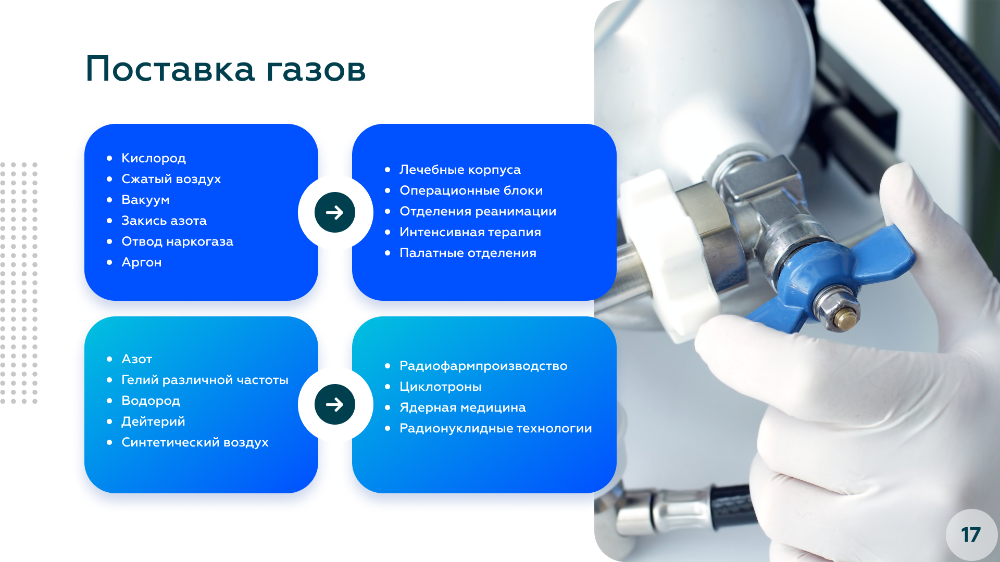 Поставка газов
Кислород
Сжатый воздух
Вакуум
Закись азота
Отвод наркогаза
Аргон
Лечебные корпуса
Операционные блоки
Отделения реанимации
Интенсивная терапия
Палатные отделения
Азот
Гелий различной частоты
Водород
Дейтерий
Синтетический воздух
Радиофармпроизводство
Циклотроны
Ядерная медицина
Радионуклидные технологии
17